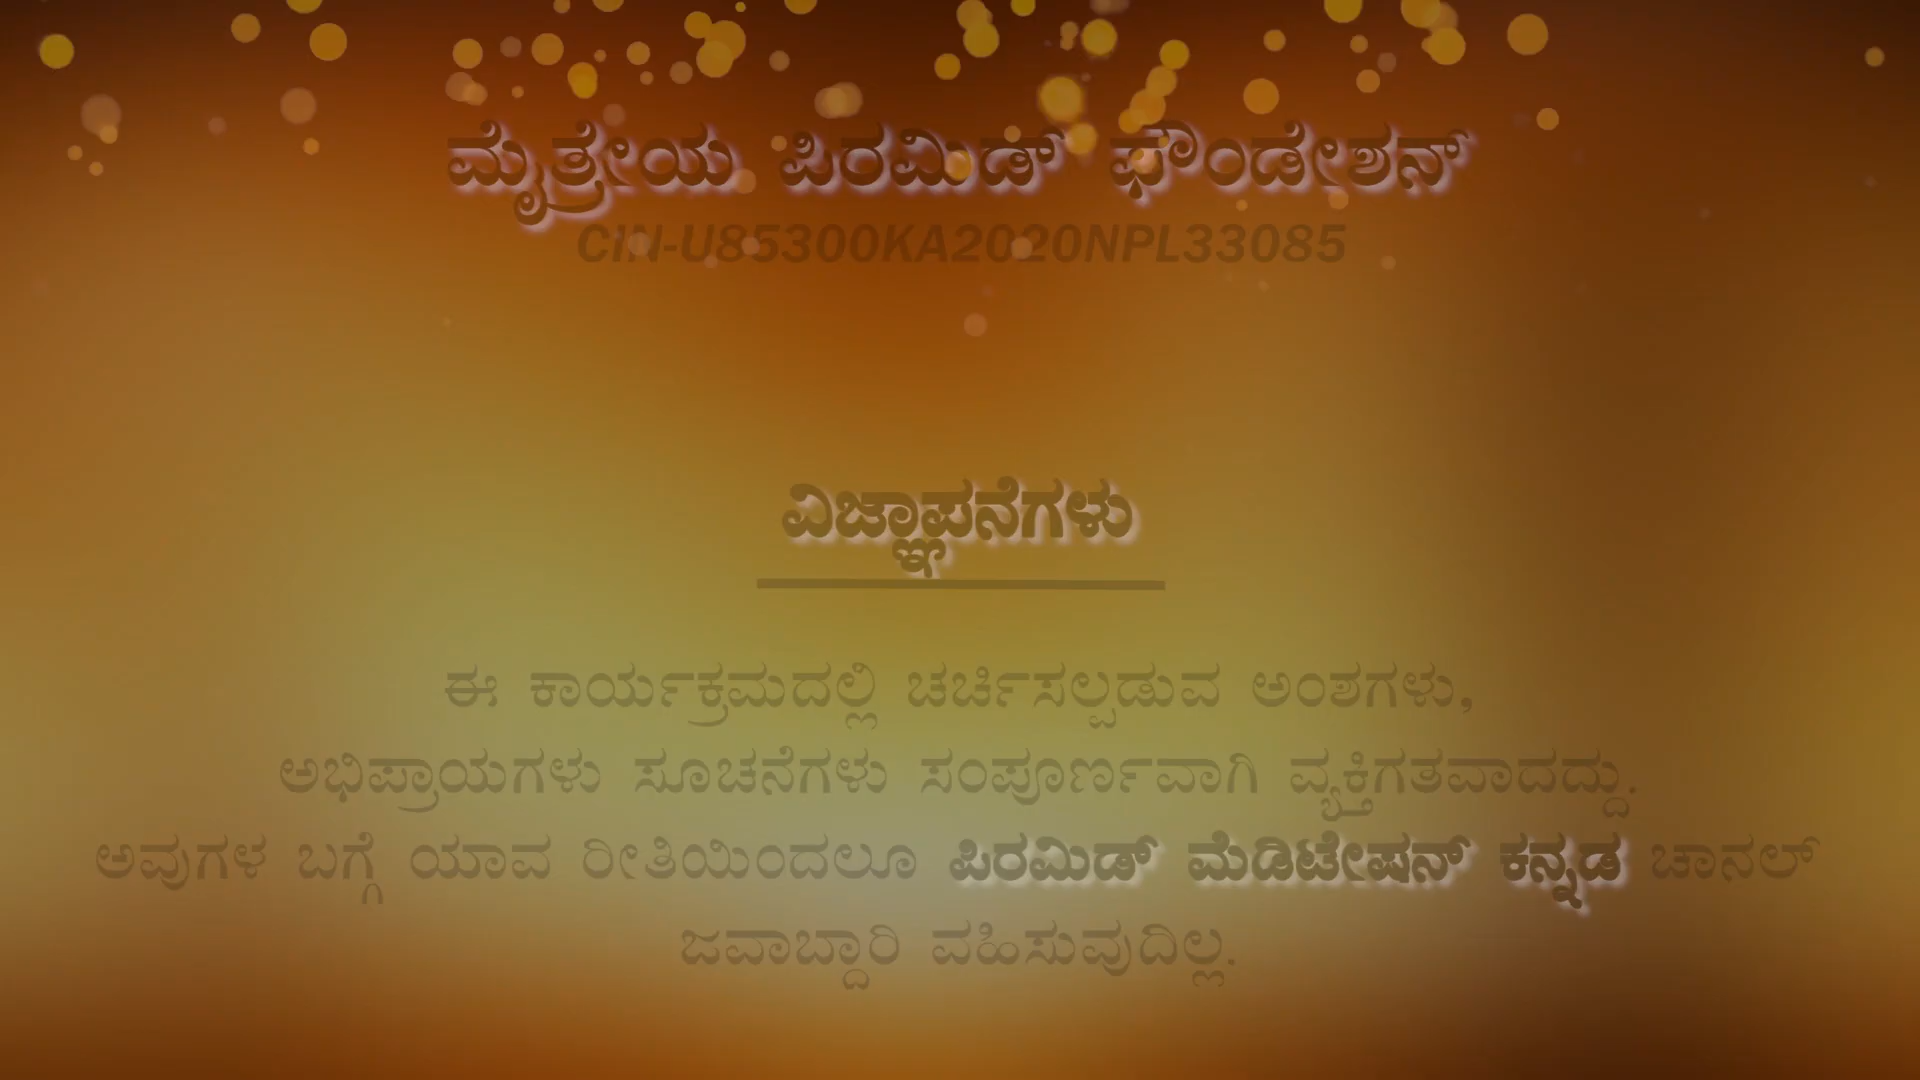 ಮೈತ್ರೇಯ ಪಿರಮಿಡ್ ಫೌಂಡೇಶನ್
CIN-U85300KA2020NPL33085
ವಿಜ್ಞಾಪನೆಗಳು
ಈ ಕಾರ್ಯಕ್ರಮದಲ್ಲಿ ಚರ್ಚಿಸಲ್ಪಡುವ ಅಂಶಗಳು,
ಅಭಿಪ್ರಾಯಗಳು ಸೂಚನೆಗಳು ಸಂಪೂರ್ಣವಾಗಿ ವ್ಯಕ್ತಿಗತವಾದದ್ದು.
ಅವುಗಳ ಬಗ್ಗೆ ಯಾವ ರೀತಿಯಿಂದಲೂ ಪಿರಮಿಡ್ ಮೆಡಿಟೇಷನ್ ಕನ್ನಡ ಚಾನಲ್
ಜವಾಬ್ದಾರಿ ವಹಿಸುವುದಿಲ್ಲ.